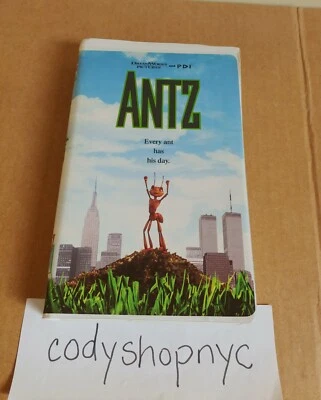 DREAMWORKS
PICTURES and PDI
ANTZ
Every ant
has
his day.
codyshopnyc